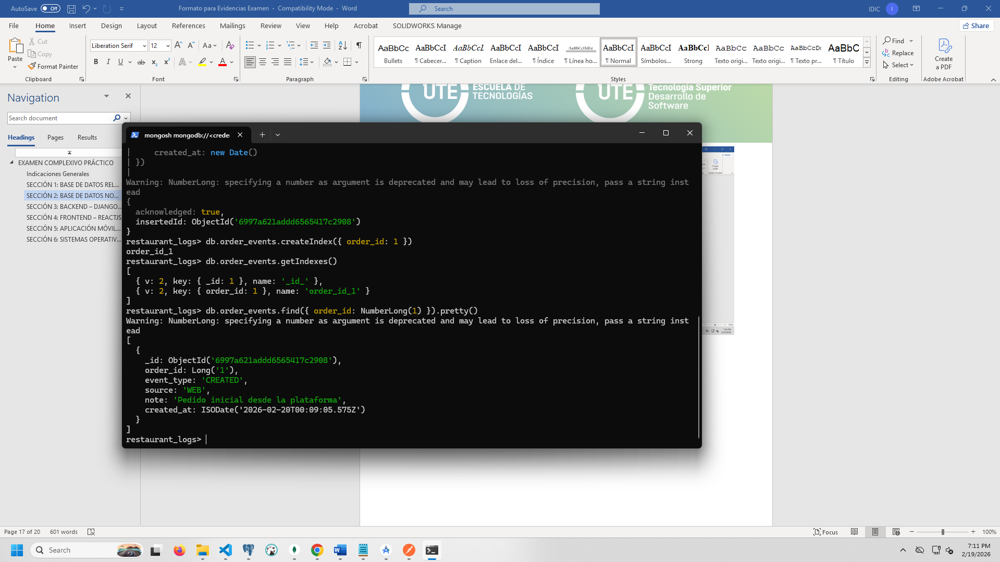 AutoSave Off
Formato para Evidencias Examen - Compatibility Mode - Word
Search
IDIC
I
File Home Insert Design Layout References Mailings Review View Help Acrobat SOLIDWORKS Manage
Share
Paste
Cut
Copy
Format Painter
Clipboard
Liberation Serif 12
Font
Paragraph
AaBbCc AaBbCcI AaBbCcI AaBbCcI AaBbCcI AaBbCcDdEe AaBbCcI AaBbCcI AaBbCcI AaBbCc AaBbCc AaBbCcDc AaBbC
Bullets ¶ Cabecer... ¶ Caption Enlace del... ¶ Índice ¶ Línea ho... ¶ Normal Símbolos... Strong Texto origi... Texto origi... ¶ Texto pr... ¶ Título
Styles
Find
Replace
Select
Editing
Create a PDF
Adobe Acrobat
Navigation
Search document
Headings Pages Results
EXAMEN COMPLEXIVO PRÁCTICO
Indicaciones Generales
SECCIÓN 1: BASE DE DATOS REL...
SECCIÓN 2: BASE DE DATOS NO...
SECCIÓN 3: BACKEND – DJANGO...
SECCIÓN 4: FRONTEND – REACTJS
SECCIÓN 5: APLICACIÓN MÓVIL...
SECCIÓN 6: SISTEMAS OPERATIV...
UTE ESCUELA DE
TECNOLOGÍAS
UTE Tecnología Superior
Desarrollo de
Software
mongosh mongodb://<creder
| created_at: new Date()
| })
|
Warning: NumberLong: specifying a number as argument is deprecated and may lead to loss of precision, pass a string inst
ead
{
acknowledged: true,
insertedId: ObjectId('6997a621addd6565417c2908')
}
restaurant_logs> db.order_events.createIndex({ order_id: 1 })
order_id_1
restaurant_logs> db.order_events.getIndexes()
[
{ v: 2, key: { _id: 1 }, name: '_id_' },
{ v: 2, key: { order_id: 1 }, name: 'order_id_1' }
]
restaurant_logs> db.order_events.find({ order_id: NumberLong(1) }).pretty()
Warning: NumberLong: specifying a number as argument is deprecated and may lead to loss of precision, pass a string inst
ead
[
{
_id: ObjectId('6997a621addd6565417c2908'),
order_id: Long('1'),
event_type: 'CREATED',
source: 'WEB',
note: 'Pedido inicial desde la plataforma',
created_at: ISODate('2026-02-20T00:09:05.575Z')
}
]
restaurant_logs>
Page 17 of 20 601 words
Focus
100%
Search
7:11 PM
2/19/2026